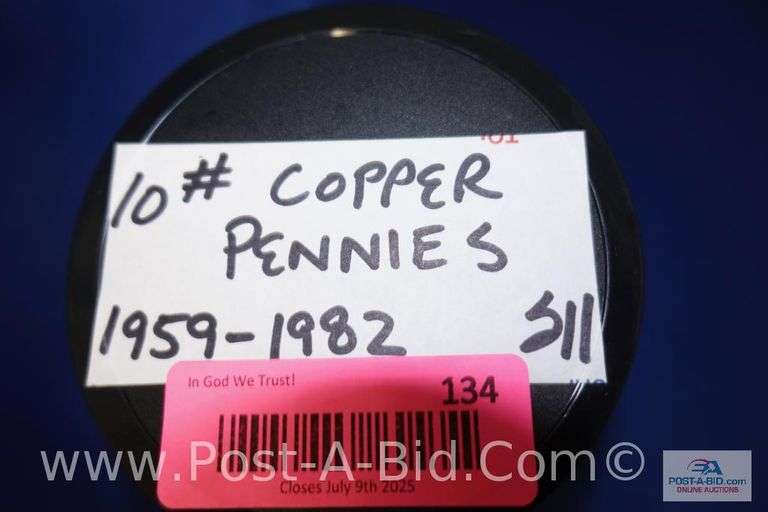 10# COPPER
PENNIES
1959-1982 S11
In God We Trust!
134
www.Post-A-Bid.Com©
Closes July 9th 2025
POST-A-BID.com
ONLINE AUCTIONS